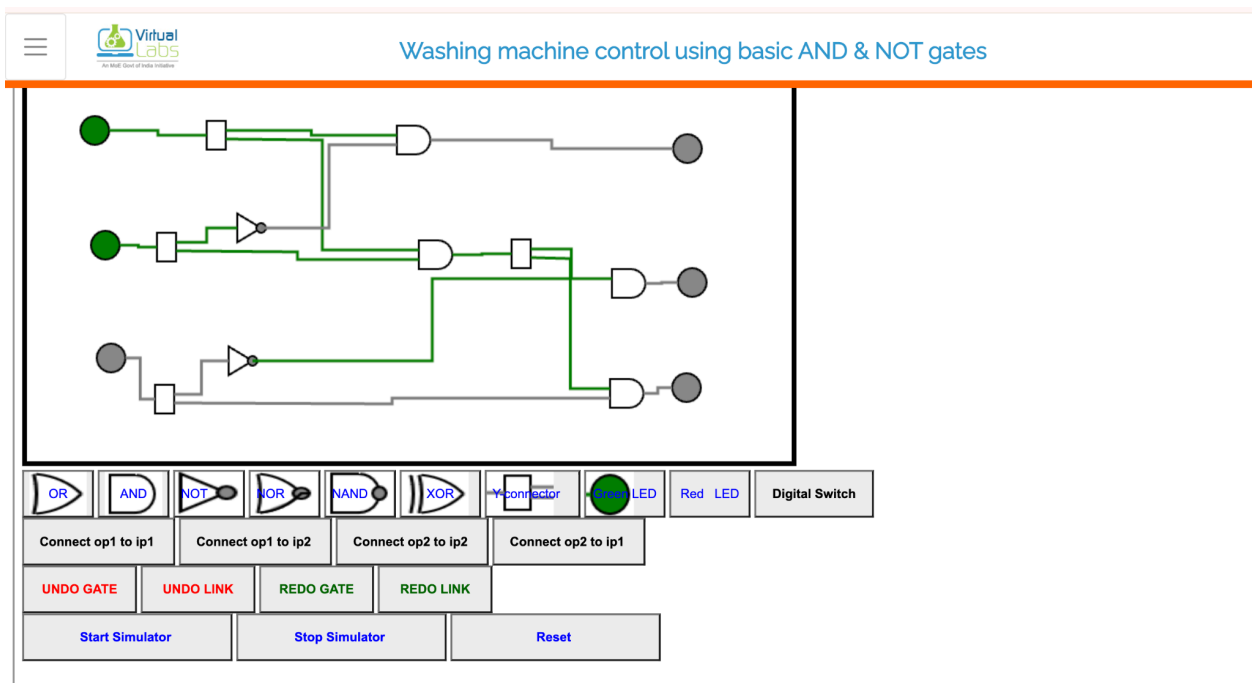 Virtual
Labs
An MoE Govt of India Initiative
Washing machine control using basic AND & NOT gates
OR AND NOT NOR NAND XOR Y-connector Green LED Red LED Digital Switch
Connect op1 to ip1 Connect op1 to ip2 Connect op2 to ip2 Connect op2 to ip1
UNDO GATE UNDO LINK REDO GATE REDO LINK
Start Simulator Stop Simulator Reset